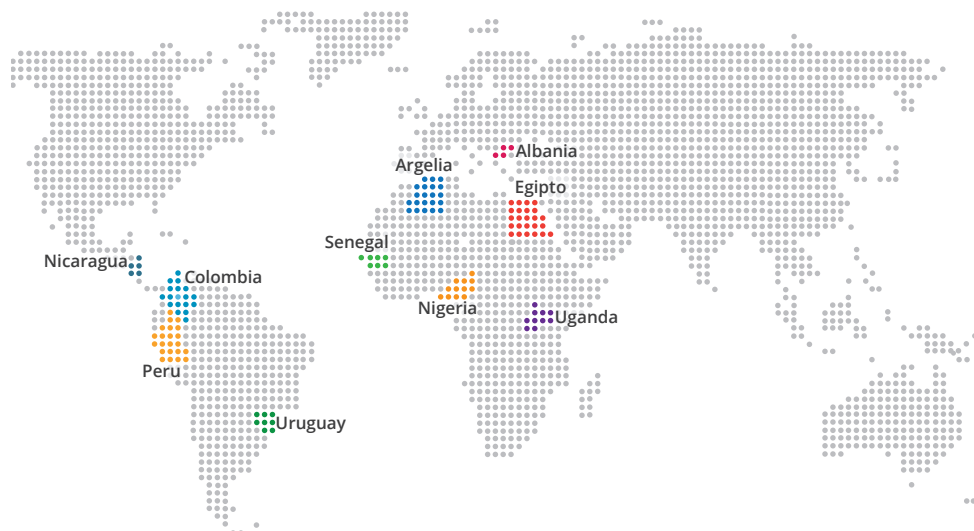 Albania
Argelia
Egipto
Senegal
Nicaragua
Colombia
Nigeria
Uganda
Peru
Uruguay